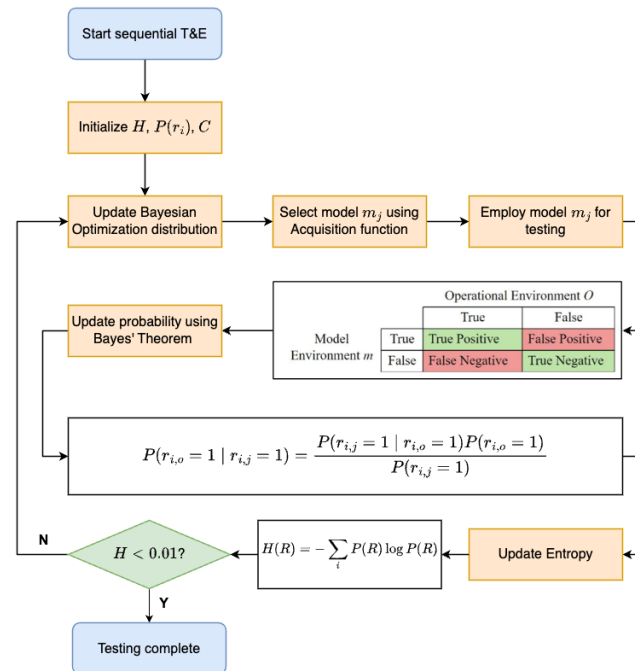 Start sequential T&E
Initialize H, P(r_i), C
Update Bayesian
Optimization distribution
Select model m_j using
Acquisition function
Employ model m_j for
testing
Update probability using
Bayes' Theorem
Operational Environment O
True False
Model
Environment m
True True Positive False Positive
False False Negative True Negative
P(r_{i,o} = 1 | r_{i,j} = 1) = \frac{P(r_{i,j} = 1 | r_{i,o} = 1)P(r_{i,o} = 1)}{P(r_{i,j} = 1)}
N
H < 0.01?
H(R) = -\sum_i P(R) \log P(R)
Update Entropy
Y
Testing complete